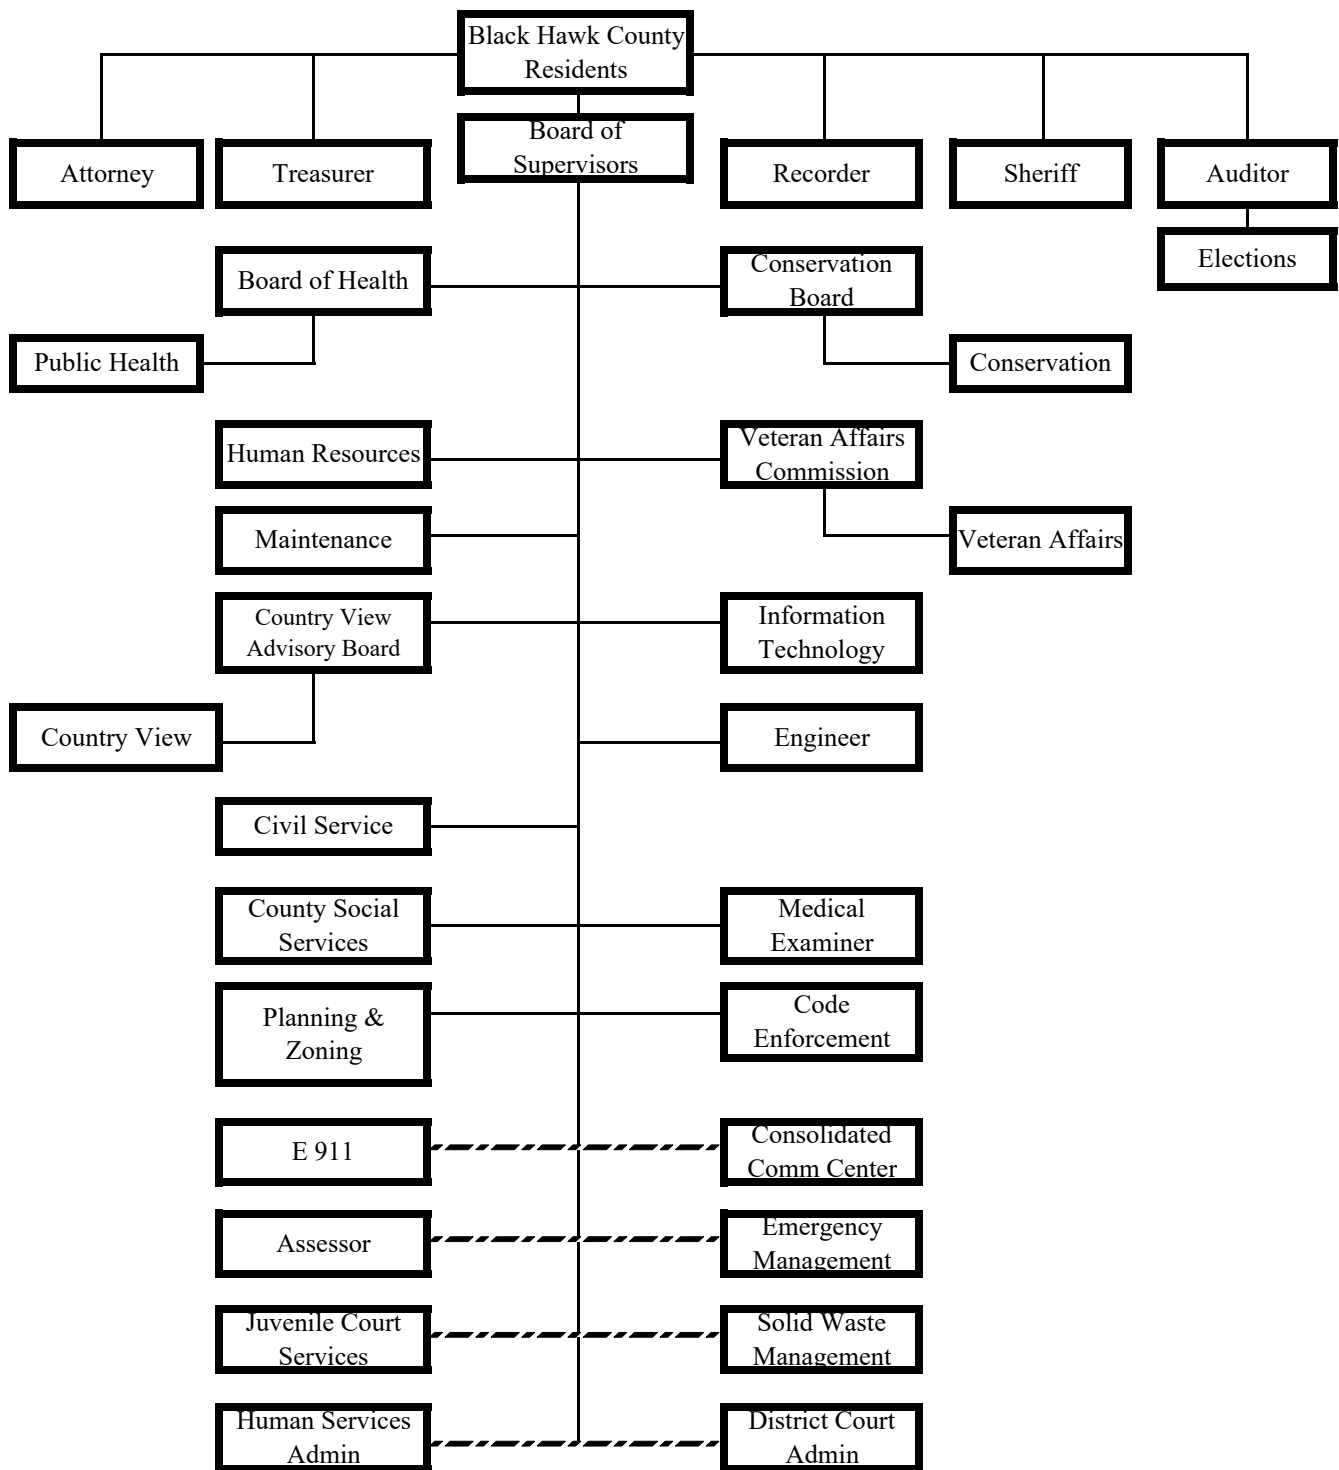 Black Hawk County
Residents
Board of
Supervisors
Attorney
Treasurer
Recorder
Sheriff
Auditor
Elections
Board of Health
Conservation
Board
Public Health
Conservation
Human Resources
Veteran Affairs
Commission
Maintenance
Veteran Affairs
Country View
Advisory Board
Information
Technology
Country View
Engineer
Civil Service
County Social
Services
Medical
Examiner
Planning &
Zoning
Code
Enforcement
E 911
Consolidated
Comm Center
Assessor
Emergency
Management
Juvenile Court
Services
Solid Waste
Management
Human Services
Admin
District Court
Admin